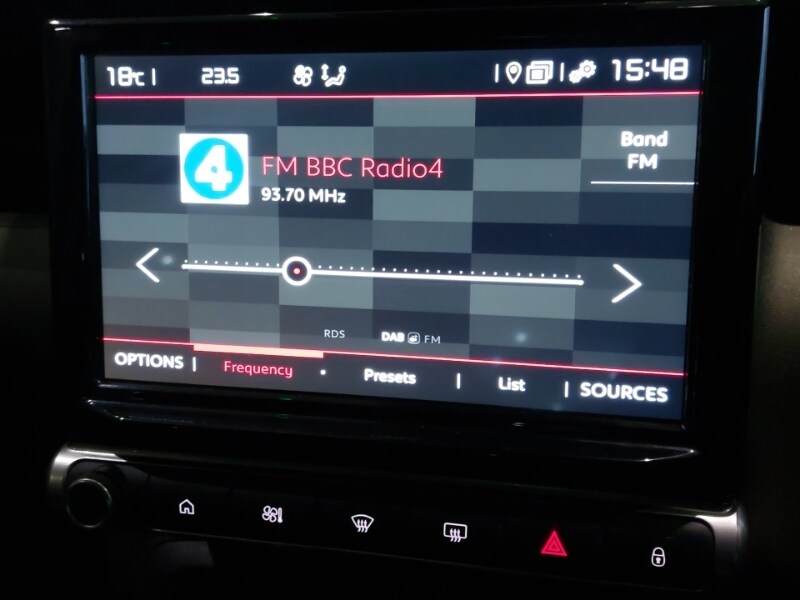 18°C 23.5 15:48
Band
FM
4
FM BBC Radio4
93.70 MHz
RDS DAB FM
OPTIONS Frequency Presets List SOURCES